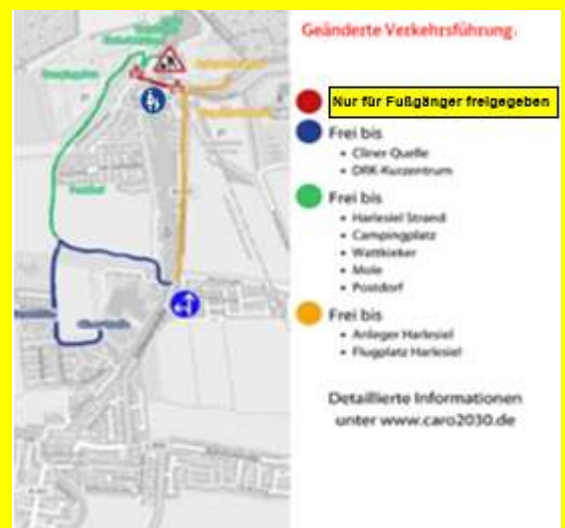 Geänderte Verkehrsführung:
Nur für Fußgänger freigegeben
Frei bis
• Cliner Quelle
• DRK-Kurzentrum
Frei bis
• Harlesiel Strand
• Campingplatz
• Wattkieker
• Mole
• Postdorf
Frei bis
• Anleger Harlesiel
• Flugplatz Harlesiel
Detaillierte Informationen
unter www.caro2030.de